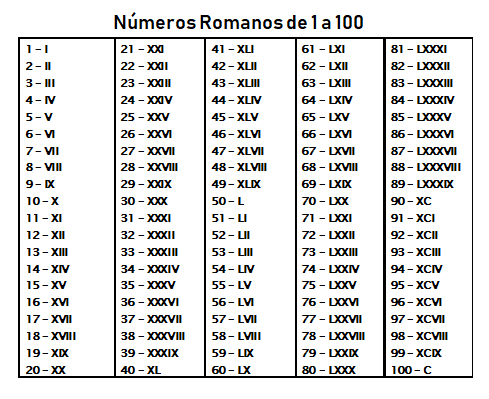 Números Romanos de 1 a 100
1 – I
2 – II
3 – III
4 – IV
5 – V
6 – VI
7 – VII
8 – VIII
9 – IX
10 – X
11 – XI
12 – XII
13 – XIII
14 – XIV
15 – XV
16 – XVI
17 – XVII
18 – XVIII
19 – XIX
20 – XX
21 – XXI
22 – XXII
23 – XXIII
24 – XXIV
25 – XXV
26 – XXVI
27 – XXVII
28 – XXVIII
29 – XXIX
30 – XXX
31 – XXXI
32 – XXXII
33 – XXXIII
34 – XXXIV
35 – XXXV
36 – XXXVI
37 – XXXVII
38 – XXXVIII
39 – XXXIX
40 – XL
41 – XLI
42 – XLII
43 – XLIII
44 – XLIV
45 – XLV
46 – XLVI
47 – XLVII
48 – XLVIII
49 – XLIX
50 – L
51 – LI
52 – LII
53 – LIII
54 – LIV
55 – LV
56 – LVI
57 – LVII
58 – LVIII
59 – LIX
60 – LX
61 – LXI
62 – LXII
63 – LXIII
64 – LXIV
65 – LXV
66 – LXVI
67 – LXVII
68 – LXVIII
69 – LXIX
70 – LXX
71 – LXXI
72 – LXXII
73 – LXXIII
74 – LXXIV
75 – LXXV
76 – LXXVI
77 – LXXVII
78 – LXXVIII
79 – LXXIX
80 – LXXX
81 – LXXXI
82 – LXXXII
83 – LXXXIII
84 – LXXXIV
85 – LXXXV
86 – LXXXVI
87 – LXXXVII
88 – LXXXVIII
89 – LXXXIX
90 – XC
91 – XCI
92 – XCII
93 – XCIII
94 – XCIV
95 – XCV
96 – XCVI
97 – XCVII
98 – XCVIII
99 – XCIX
100 – C